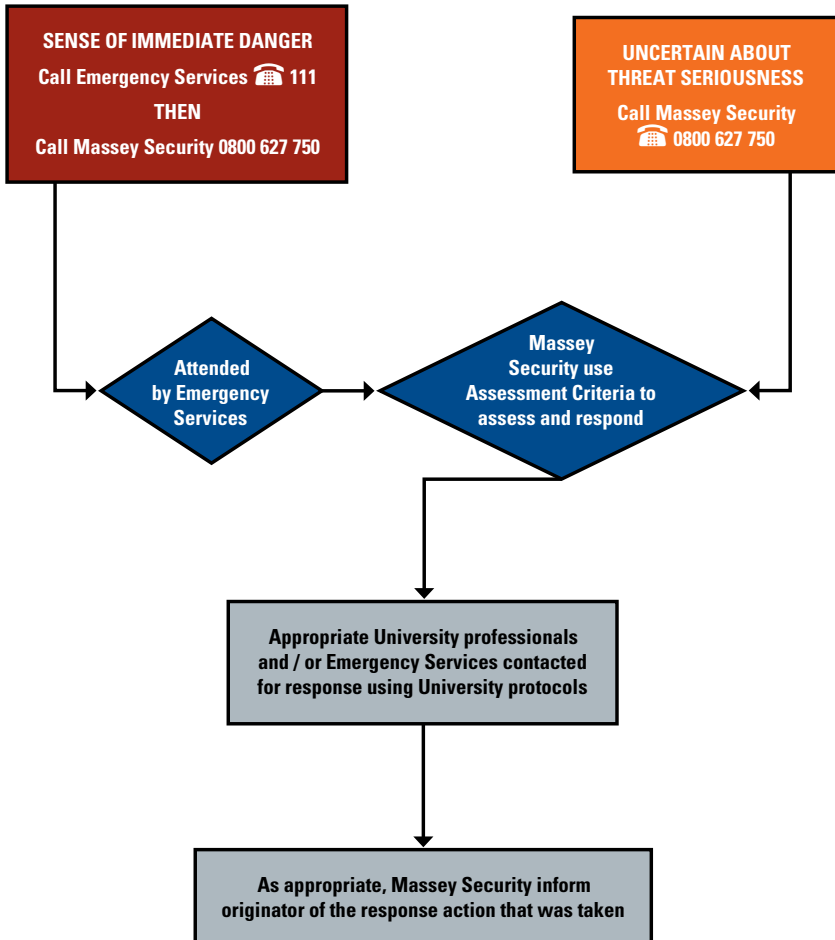 SENSE OF IMMEDIATE DANGER
Call Emergency Services ☎ 111
THEN
Call Massey Security 0800 627 750
UNCERTAIN ABOUT
THREAT SERIOUSNESS
Call Massey Security
☎ 0800 627 750
Attended
by Emergency
Services
Massey
Security use
Assessment Criteria to
assess and respond
Appropriate University professionals
and / or Emergency Services contacted
for response using University protocols
As appropriate, Massey Security inform
originator of the response action that was taken